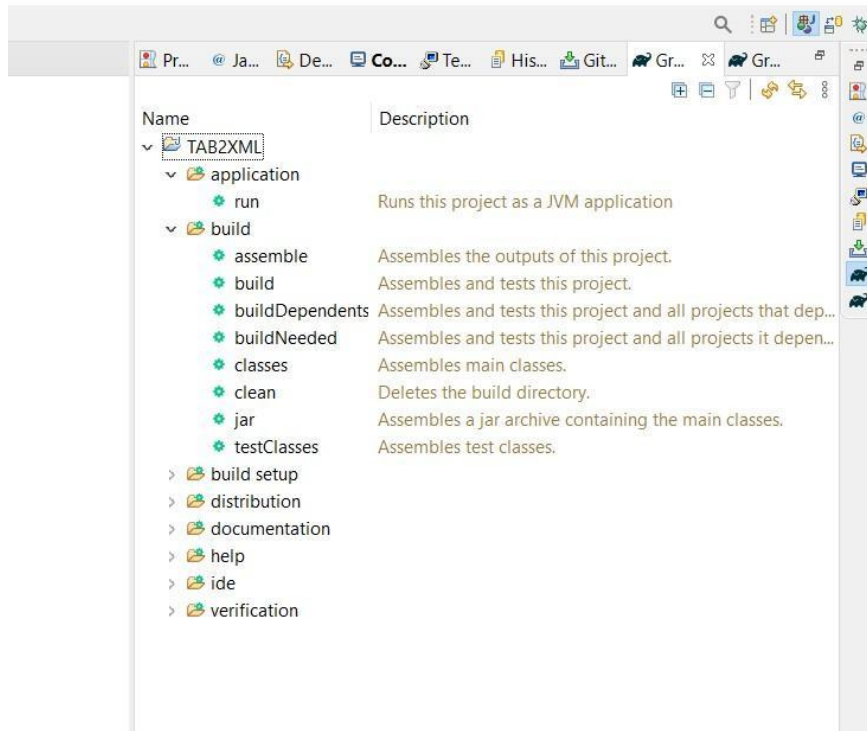 Pr... @ Ja... De... Co... Te... His... Git... Gr... Gr...
Name Description
TAB2XML
application
run Runs this project as a JVM application
build
assemble Assembles the outputs of this project.
build Assembles and tests this project.
buildDependents Assembles and tests this project and all projects that dep...
buildNeeded Assembles and tests this project and all projects it depen...
classes Assembles main classes.
clean Deletes the build directory.
jar Assembles a jar archive containing the main classes.
testClasses Assembles test classes.
build setup
distribution
documentation
help
ide
verification